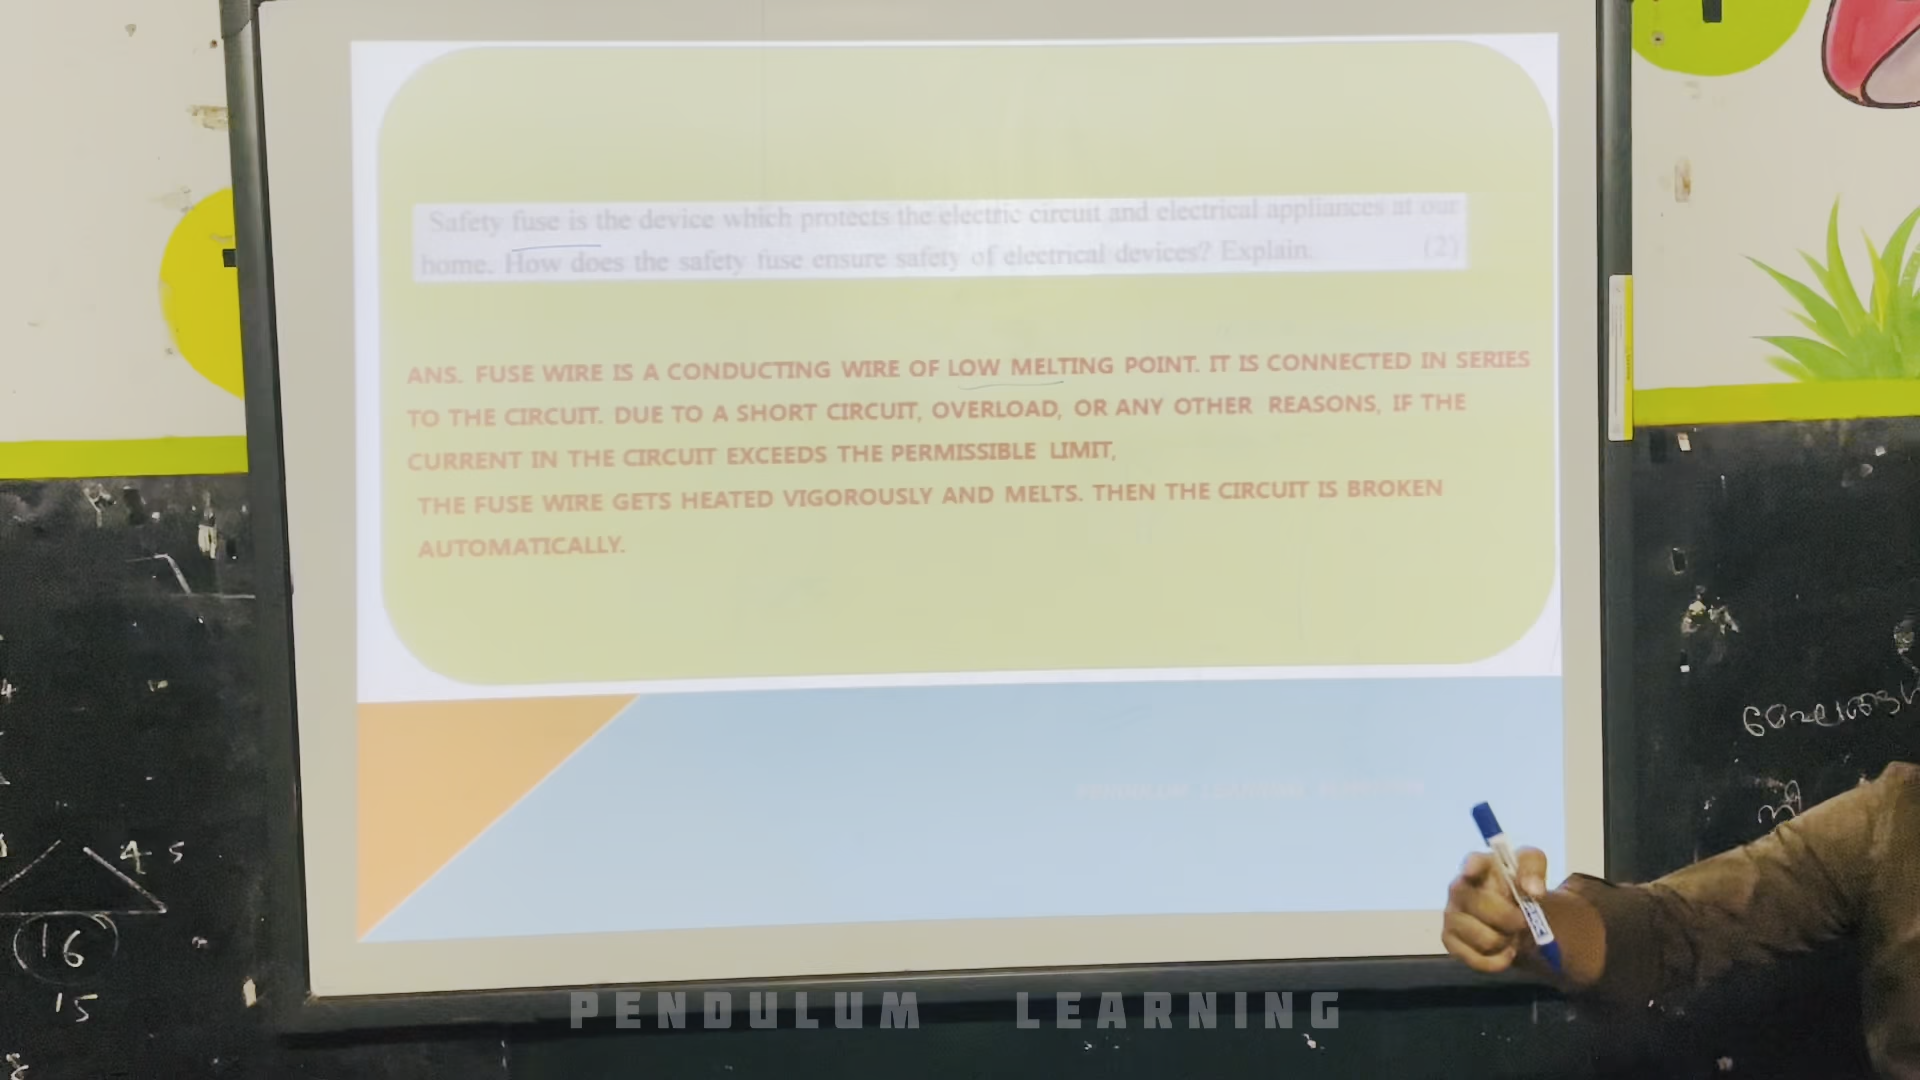 Safety fuse is the device which protects the electric circuit and electrical appliances at our
home. How does the safety fuse ensure safety of electrical devices? Explain. (2)
ANS. FUSE WIRE IS A CONDUCTING WIRE OF LOW MELTING POINT. IT IS CONNECTED IN SERIES
TO THE CIRCUIT. DUE TO A SHORT CIRCUIT, OVERLOAD, OR ANY OTHER REASONS, IF THE
CURRENT IN THE CIRCUIT EXCEEDS THE PERMISSIBLE LIMIT,
THE FUSE WIRE GETS HEATED VIGOROUSLY AND MELTS. THEN THE CIRCUIT IS BROKEN
AUTOMATICALLY.
4 5
16
15
PENDULUM LEARNING